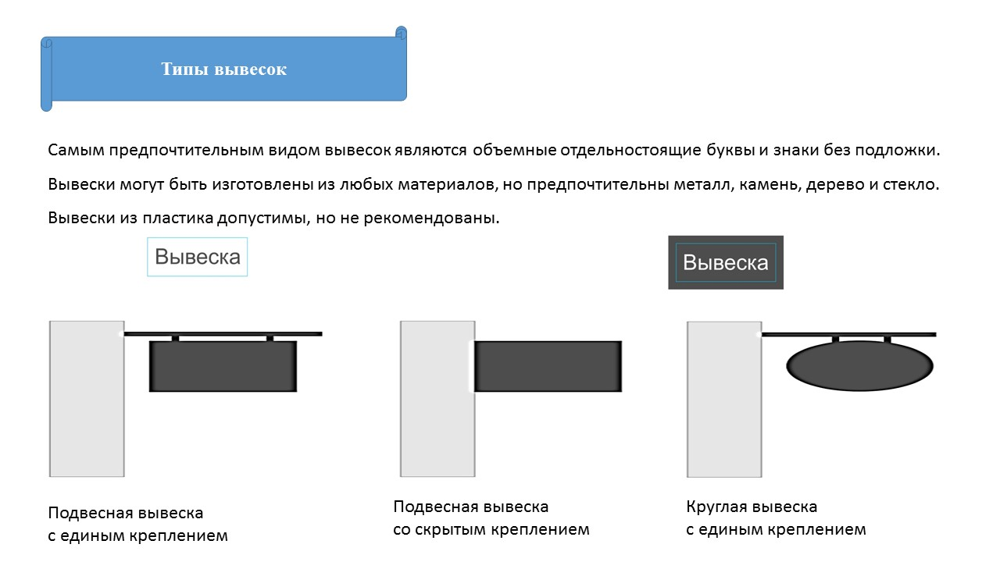 Типы вывесок
Самым предпочтительным видом вывесок являются объемные отдельностоящие буквы и знаки без подложки.
Вывески могут быть изготовлены из любых материалов, но предпочтительны металл, камень, дерево и стекло.
Вывески из пластика допустимы, но не рекомендованы.
Вывеска
Вывеска
Подвесная вывеска
с единым креплением
Подвесная вывеска
со скрытым креплением
Круглая вывеска
с единым креплением